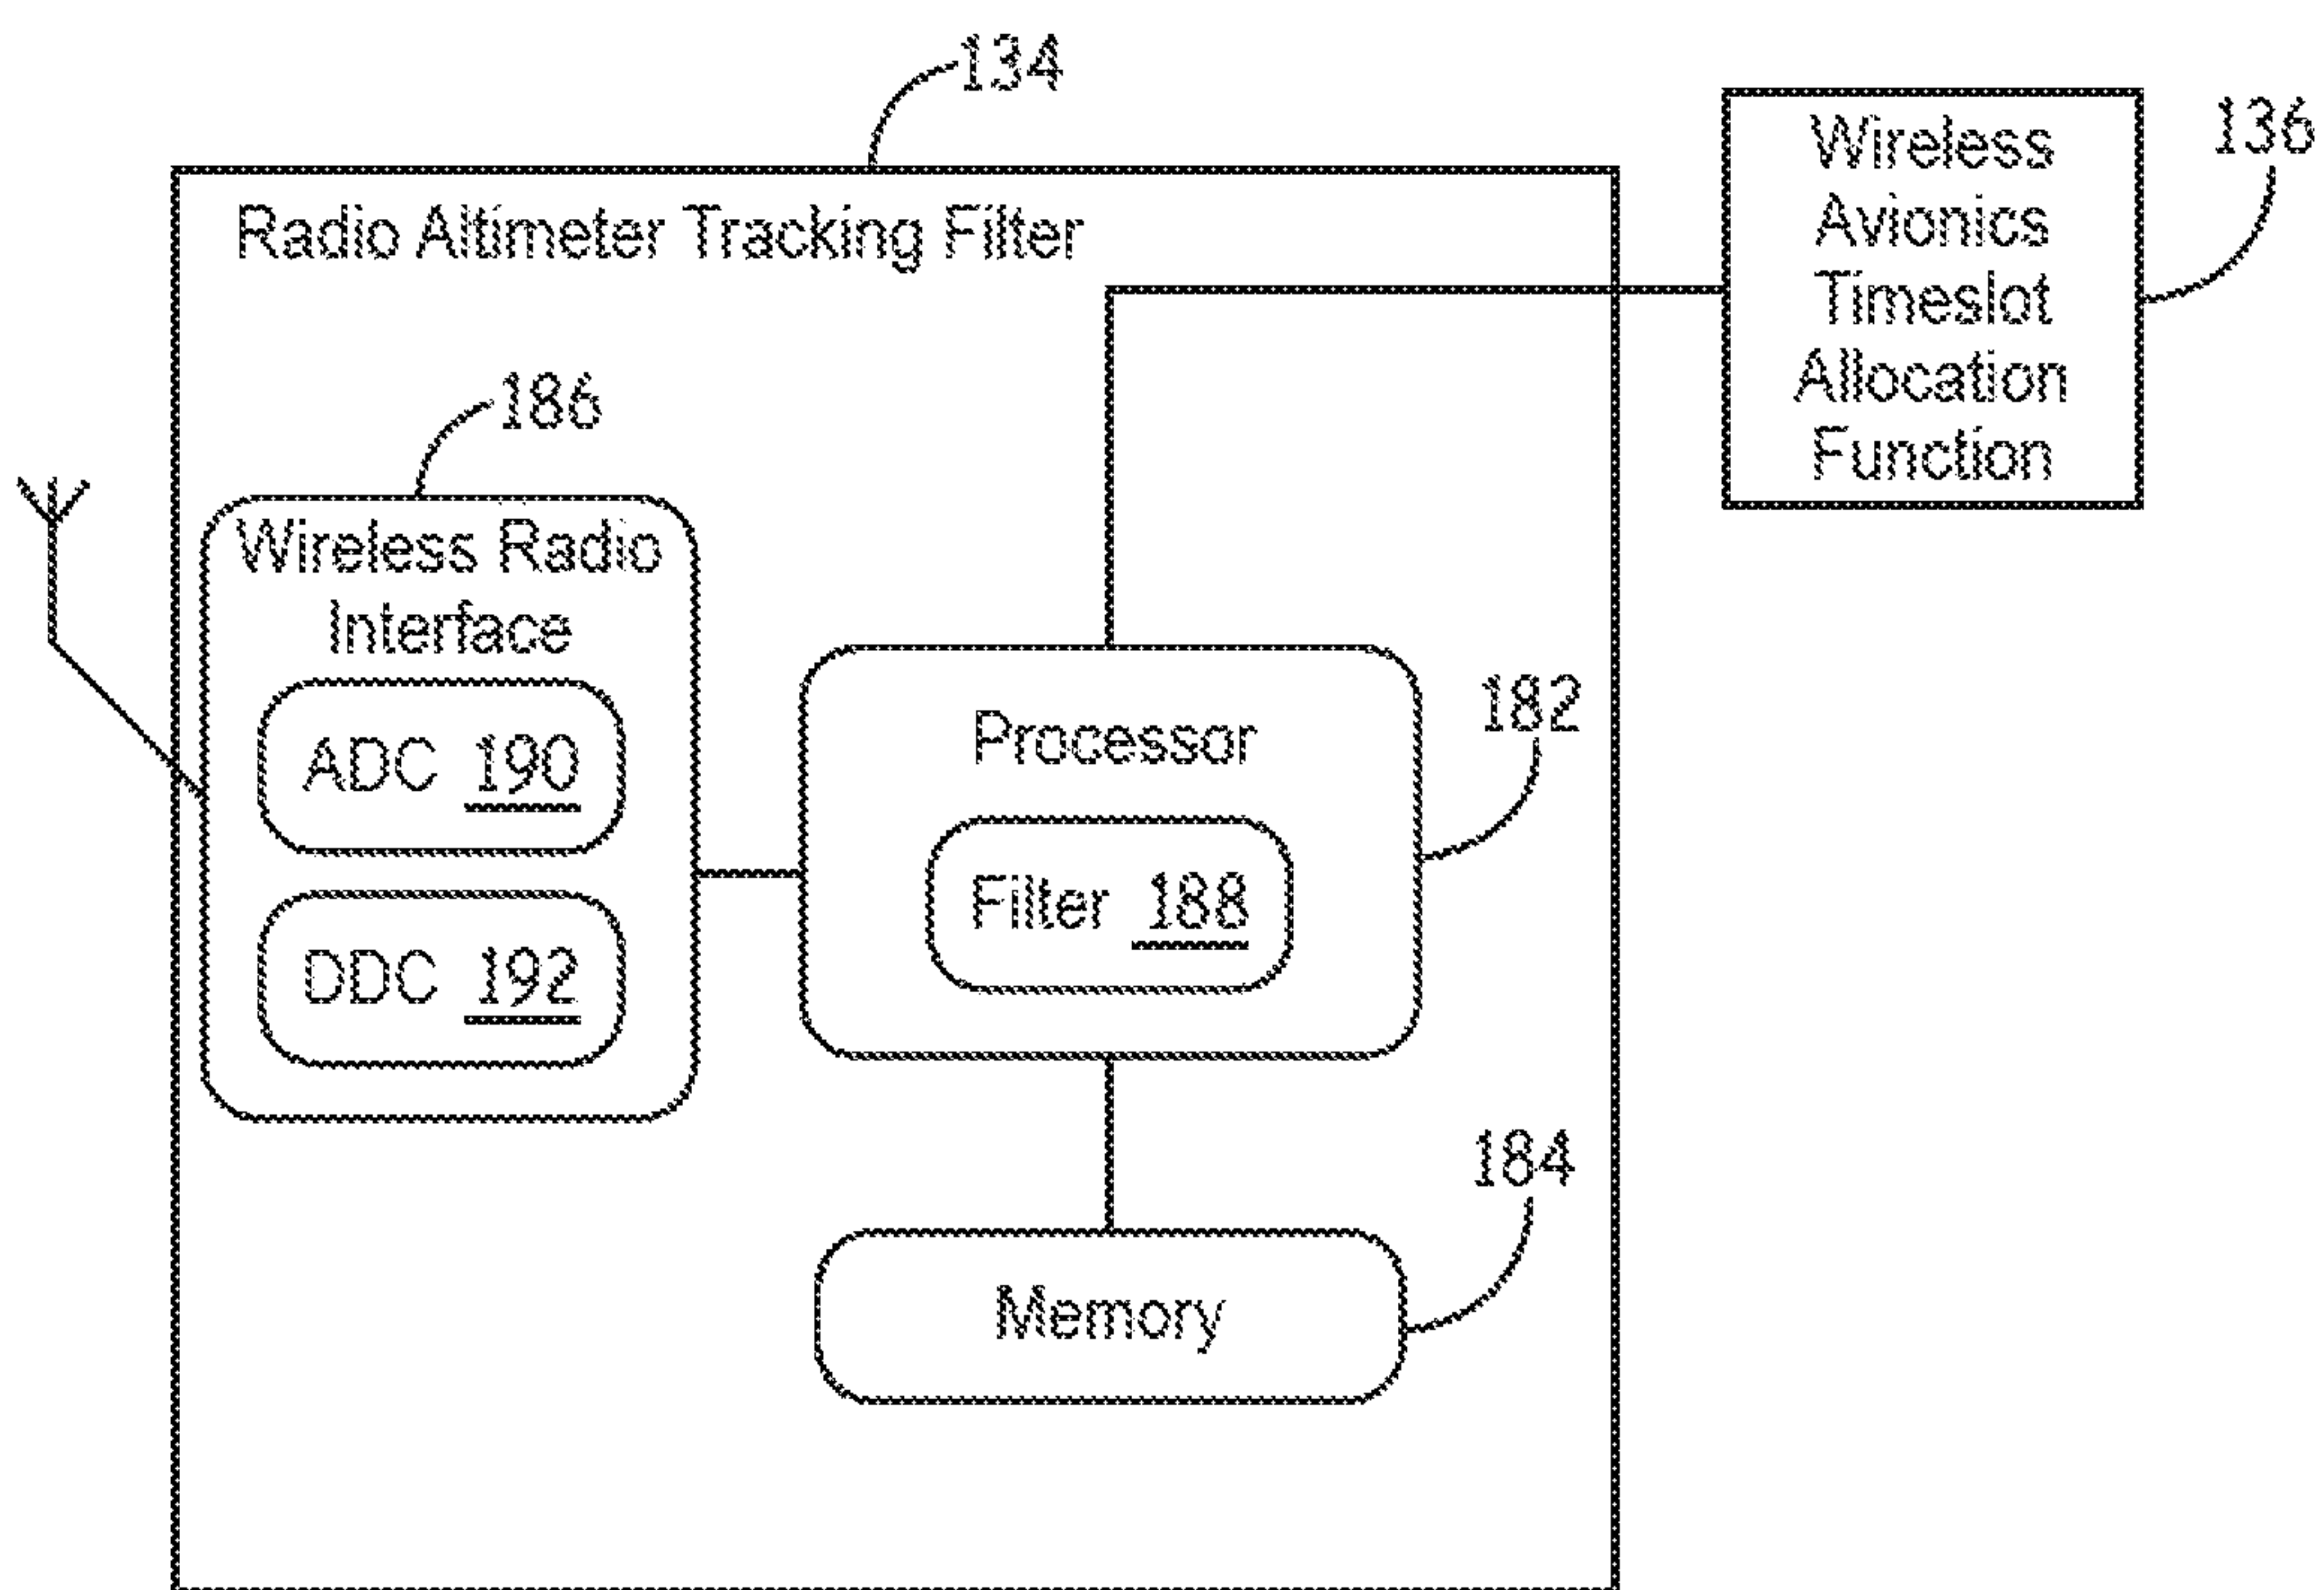 134
Wireless
Avionics
Timeslot
Allocation
Function
136
Radio Altimeter Tracking Filter
186
Wireless Radio
Interface
ADC 190
DDC 192
Processor
Filter 188
182
184
Memory